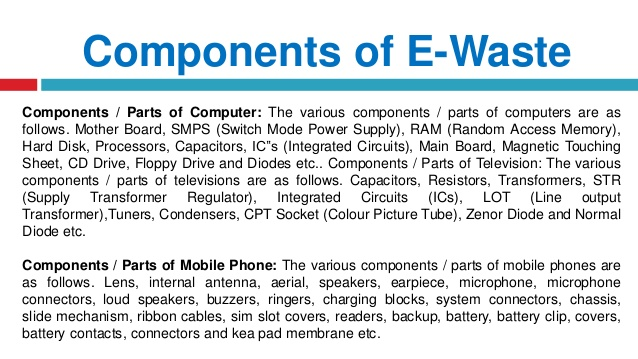 Components of E-Waste
Components / Parts of Computer: The various components / parts of computers are as
follows. Mother Board, SMPS (Switch Mode Power Supply), RAM (Random Access Memory),
Hard Disk, Processors, Capacitors, IC"s (Integrated Circuits), Main Board, Magnetic Touching
Sheet, CD Drive, Floppy Drive and Diodes etc.. Components / Parts of Television: The various
components / parts of televisions are as follows. Capacitors, Resistors, Transformers, STR
(Supply Transformer Regulator), Integrated Circuits (ICs), LOT (Line output
Transformer),Tuners, Condensers, CPT Socket (Colour Picture Tube), Zenor Diode and Normal
Diode etc.
Components / Parts of Mobile Phone: The various components / parts of mobile phones are
as follows. Lens, internal antenna, aerial, speakers, earpiece, microphone, microphone
connectors, loud speakers, buzzers, ringers, charging blocks, system connectors, chassis,
slide mechanism, ribbon cables, sim slot covers, readers, backup, battery, battery clip, covers,
battery contacts, connectors and kea pad membrane etc.